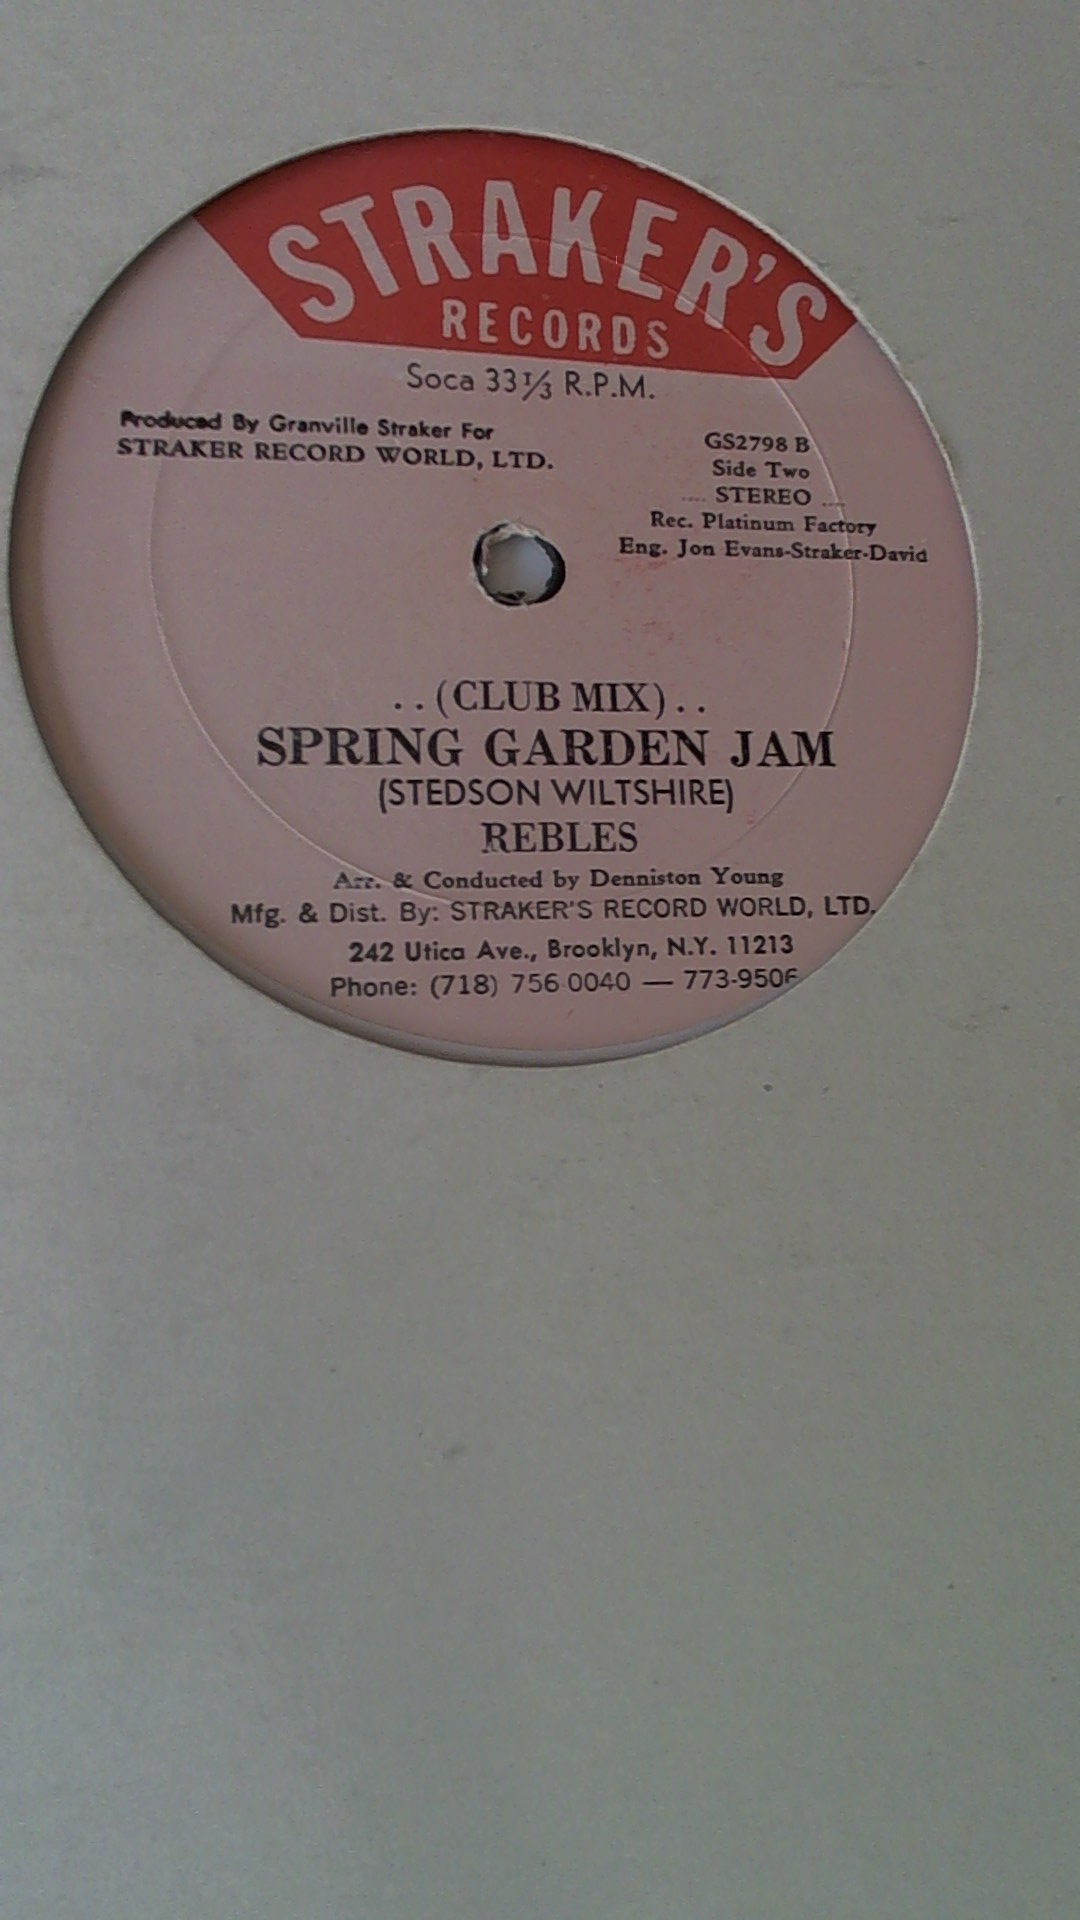 STRAKER'S
RECORDS
Soca 33⅓ R.P.M.
Produced By Granville Straker For
STRAKER RECORD WORLD, LTD.
GS2798 B
Side Two
.... STEREO ....
Rec. Platinum Factory
Eng. Jon Evans-Straker-David
..(CLUB MIX)..
SPRING GARDEN JAM
(STEDSON WILTSHIRE)
REBLES
Arr. & Conducted by Denniston Young
Mfg. & Dist. By: STRAKER'S RECORD WORLD, LTD.
242 Utica Ave., Brooklyn, N.Y. 11213
Phone: (718) 756 0040 — 773-9506